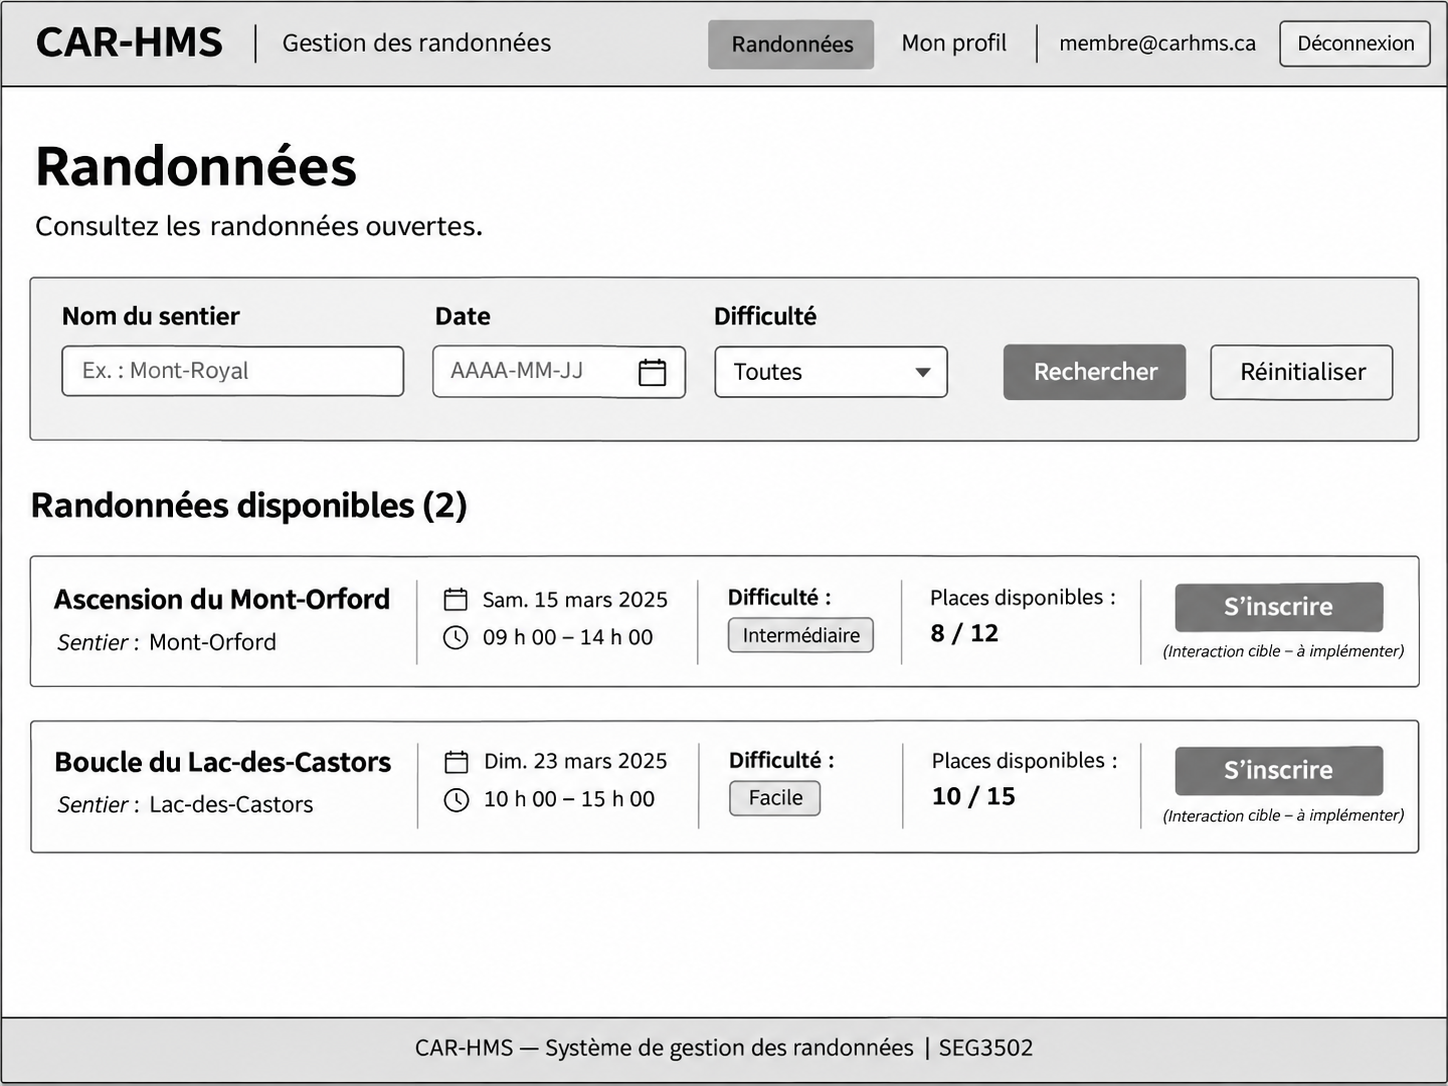 CAR-HMS | Gestion des randonnées
Randonnées Mon profil | membre@carhms.ca Déconnexion
Randonnées
Consultez les randonnées ouvertes.
Nom du sentier Date Difficulté
Ex. : Mont-Royal AAAA-MM-JJ Toutes Rechercher Réinitialiser
Randonnées disponibles (2)
Ascension du Mont-Orford
Sentier : Mont-Orford
Sam. 15 mars 2025
09 h 00 – 14 h 00
Difficulté :
Intermédiaire
Places disponibles :
8 / 12
S’inscrire
(Interaction cible – à implémenter)
Boucle du Lac-des-Castors
Sentier : Lac-des-Castors
Dim. 23 mars 2025
10 h 00 – 15 h 00
Difficulté :
Facile
Places disponibles :
10 / 15
S’inscrire
(Interaction cible – à implémenter)
CAR-HMS — Système de gestion des randonnées | SEG3502